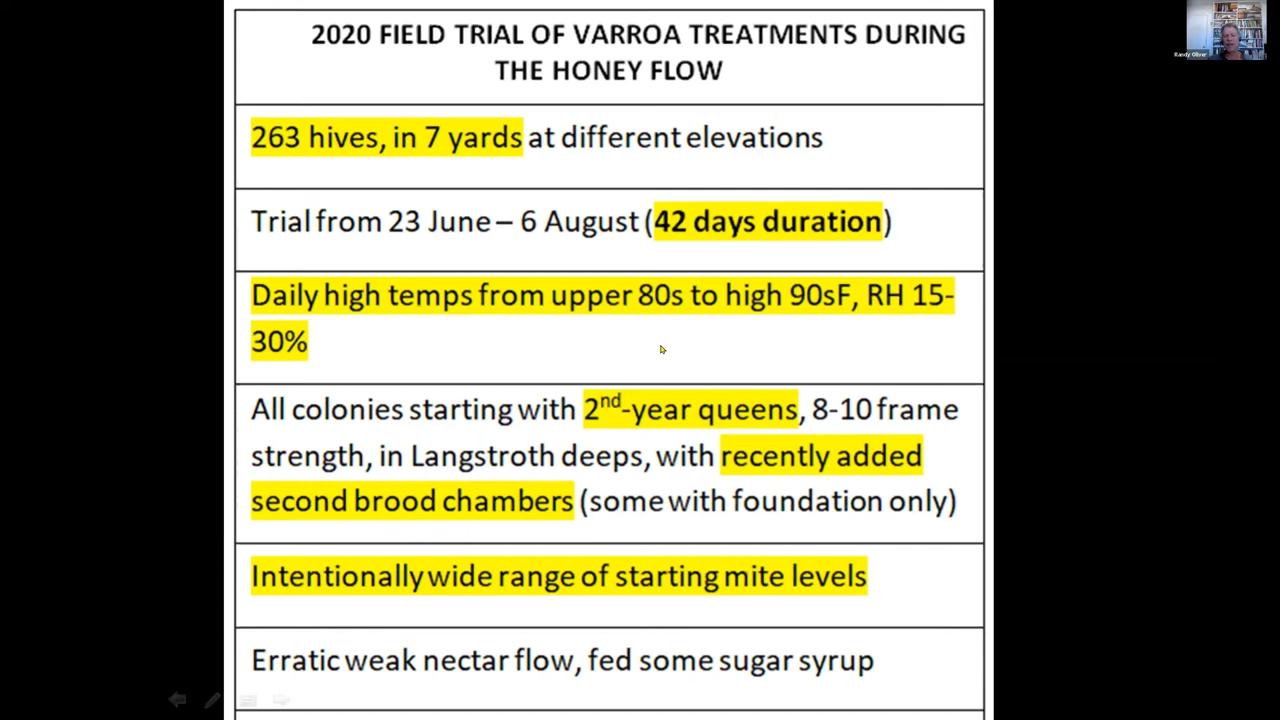 2020 FIELD TRIAL OF VARROA TREATMENTS DURING
THE HONEY FLOW
263 hives, in 7 yards at different elevations
Trial from 23 June – 6 August (42 days duration)
Daily high temps from upper 80s to high 90sF, RH 15-
30%
All colonies starting with 2nd-year queens, 8-10 frame
strength, in Langstroth deeps, with recently added
second brood chambers (some with foundation only)
Intentionally wide range of starting mite levels
Erratic weak nectar flow, fed some sugar syrup
Randy Oliver